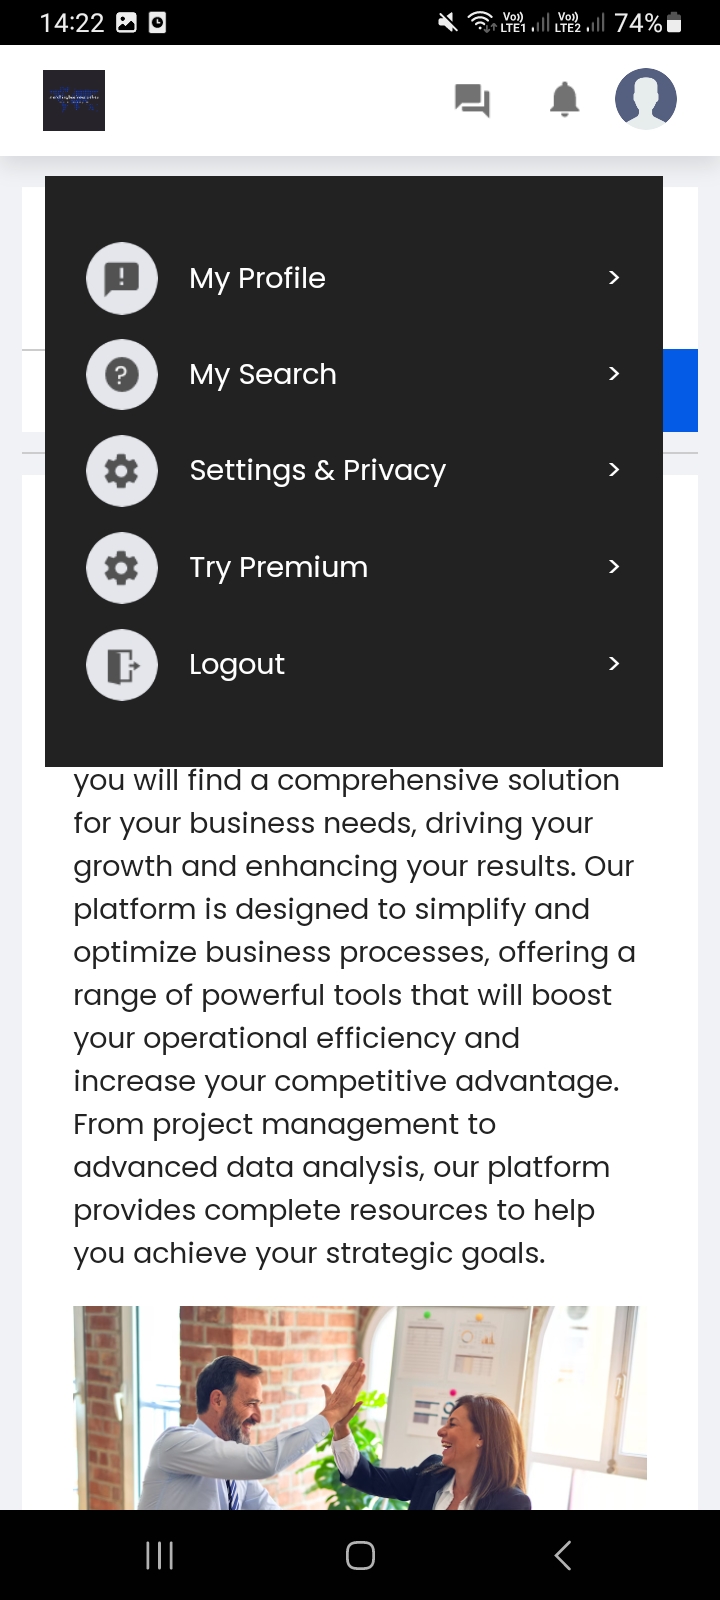 14:22
Vo)) LTE1 Vo)) LTE2 74%
My Profile
My Search
Settings & Privacy
Try Premium
Logout
you will find a comprehensive solution
for your business needs, driving your
growth and enhancing your results. Our
platform is designed to simplify and
optimize business processes, offering a
range of powerful tools that will boost
your operational efficiency and
increase your competitive advantage.
From project management to
advanced data analysis, our platform
provides complete resources to help
you achieve your strategic goals.